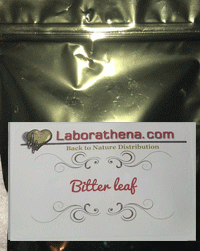 Laborathena.com
Back to Nature Distribution
Bitter leaf